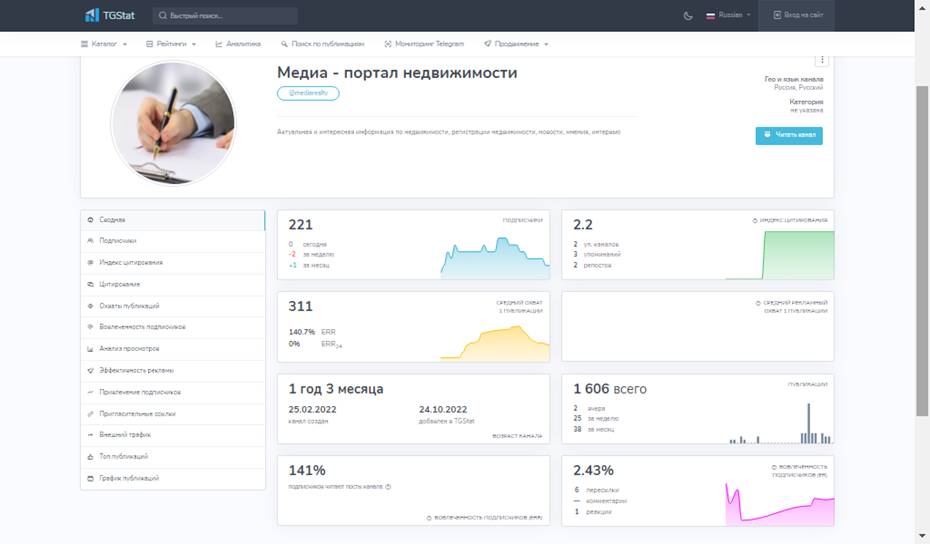 TGStat
Быстрый поиск...
Russian
Вход на сайт
Каталог
Рейтинги
Аналитика
Поиск по публикациям
Мониторинг Telegram
Продвижение
Медиа - портал недвижимости
@mediarealty
Актуальная и интересная информация по недвижимости, регистрации недвижимости, новости, мнения, интервью
Гео и язык канала
Россия, Русский
Категория
не указана
Читать канал
Сводная
Подписчики
Индекс цитирования
Цитирование
Охваты публикаций
Вовлеченность подписчиков
Анализ просмотров
Эффективность рекламы
Привлечение подписчиков
Пригласительные ссылки
Внешний трафик
Топ публикаций
График публикаций
221
ПОДПИСЧИКИ
0 сегодня
-2 за неделю
+1 за месяц
2.2
ИНДЕКС ЦИТИРОВАНИЯ
2 уп. каналов
3 упоминаний
2 репостов
311
СРЕДНИЙ ОХВАТ
1 ПУБЛИКАЦИИ
140.7% ERR
0% ERR24
СРЕДНИЙ РЕКЛАМНЫЙ
ОХВАТ 1 ПУБЛИКАЦИИ
1 год 3 месяца
25.02.2022
канал создан
24.10.2022
добавлен в TGStat
ВОЗРАСТ КАНАЛА
1 606 всего
ПУБЛИКАЦИИ
2 вчера
25 за неделю
38 за месяц
141%
подписчиков читают посты канала
ВОВЛЕЧЕННОСТЬ ПОДПИСЧИКОВ (ERR)
2.43%
ВОВЛЕЧЕННОСТЬ
ПОДПИСЧИКОВ (ER)
6 пересылки
— комментарии
1 реакции